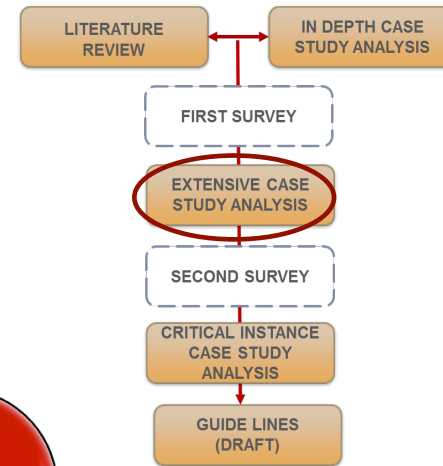 LITERATURE
REVIEW
IN DEPTH CASE
STUDY ANALYSIS
FIRST SURVEY
EXTENSIVE CASE
STUDY ANALYSIS
SECOND SURVEY
CRITICAL INSTANCE
CASE STUDY
ANALYSIS
GUIDE LINES
(DRAFT)